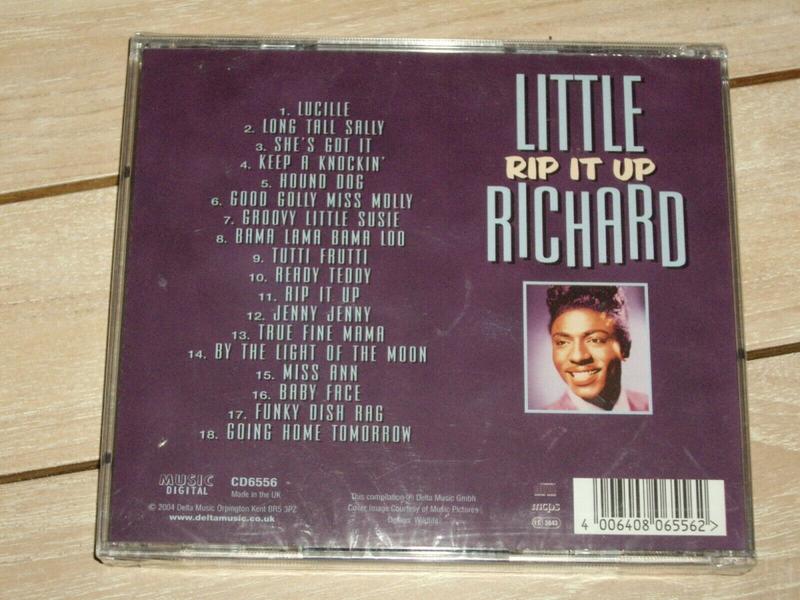 1. LUCILLE
2. LONG TALL SALLY
3. SHE'S GOT IT
4. KEEP A KNOCKIN'
5. HOUND DOG
6. GOOD GOLLY MISS MOLLY
7. GROOVY LITTLE SUSIE
8. BAMA LAMA BAMA LOO
9. TUTTI FRUTTI
10. READY TEDDY
11. RIP IT UP
12. JENNY JENNY
13. TRUE FINE MAMA
14. BY THE LIGHT OF THE MOON
15. MISS ANN
16. BABY FACE
17. FUNKY DISH RAG
18. GOING HOME TOMORROW
LITTLE
RIP IT UP
RICHARD
MUSIC
DIGITAL
CD6556
Made in the UK
© 2004 Delta Music Orpington Kent BR5 3PZ
www.deltamusic.co.uk
This compilation ℗ Delta Music GmbH
Cover Image Courtesy of Music Pictures
Design: Wildlife
mcps
LC 3843
4 006408 065562 >